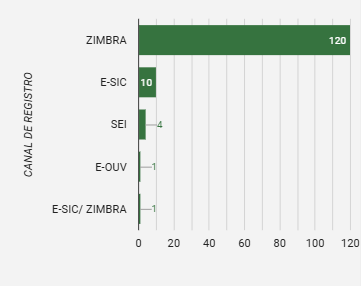 CANAL DE REGISTRO
ZIMBRA 120
E-SIC 10
SEI 4
E-OUV 1
E-SIC/ ZIMBRA 1
0 20 40 60 80 100 120